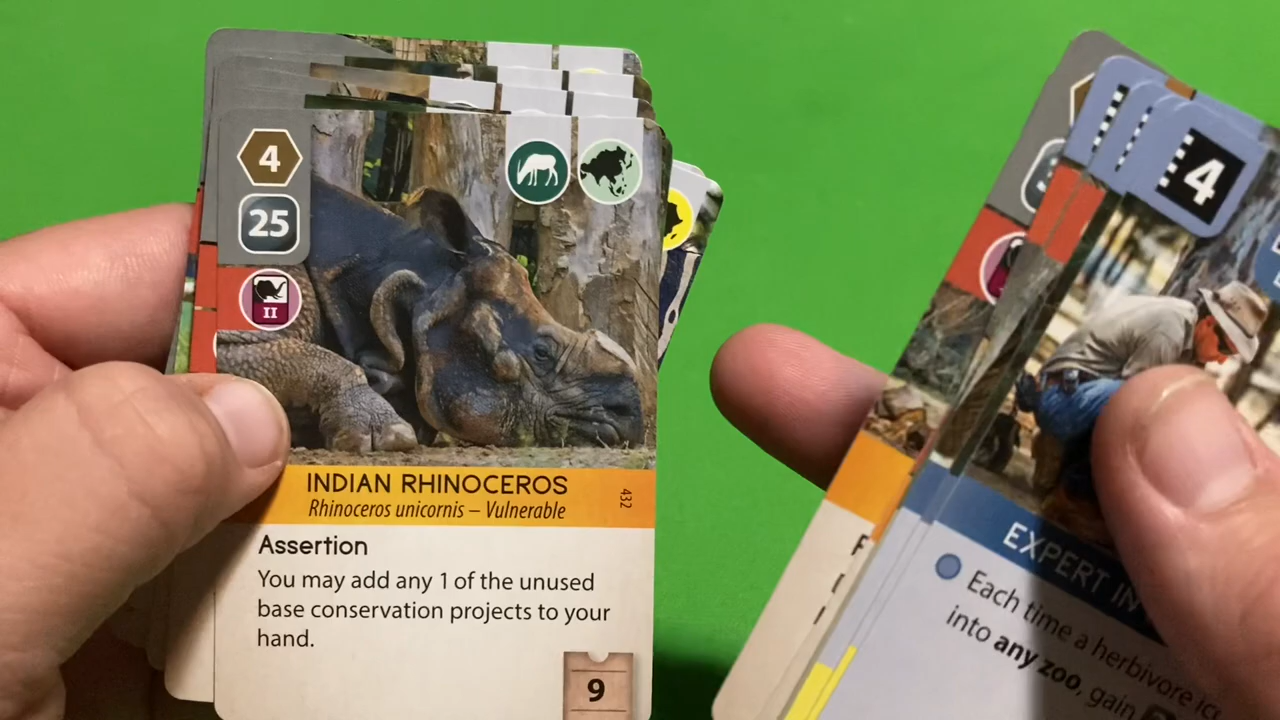 4
25
II
INDIAN RHINOCEROS
Rhinoceros unicornis – Vulnerable
432
Assertion
You may add any 1 of the unused
base conservation projects to your
hand.
9
4
EXPERT IN
Each time a herbivore
into any zoo, gain